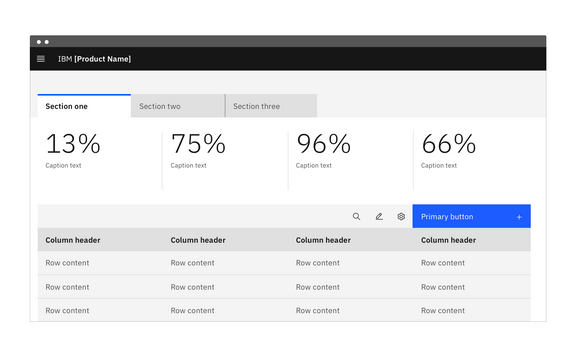 IBM [Product Name]
Section one Section two Section three
13% 75% 96% 66%
Caption text Caption text Caption text Caption text
Primary button +
Column header Column header Column header Column header
Row content Row content Row content Row content
Row content Row content Row content Row content
Row content Row content Row content Row content